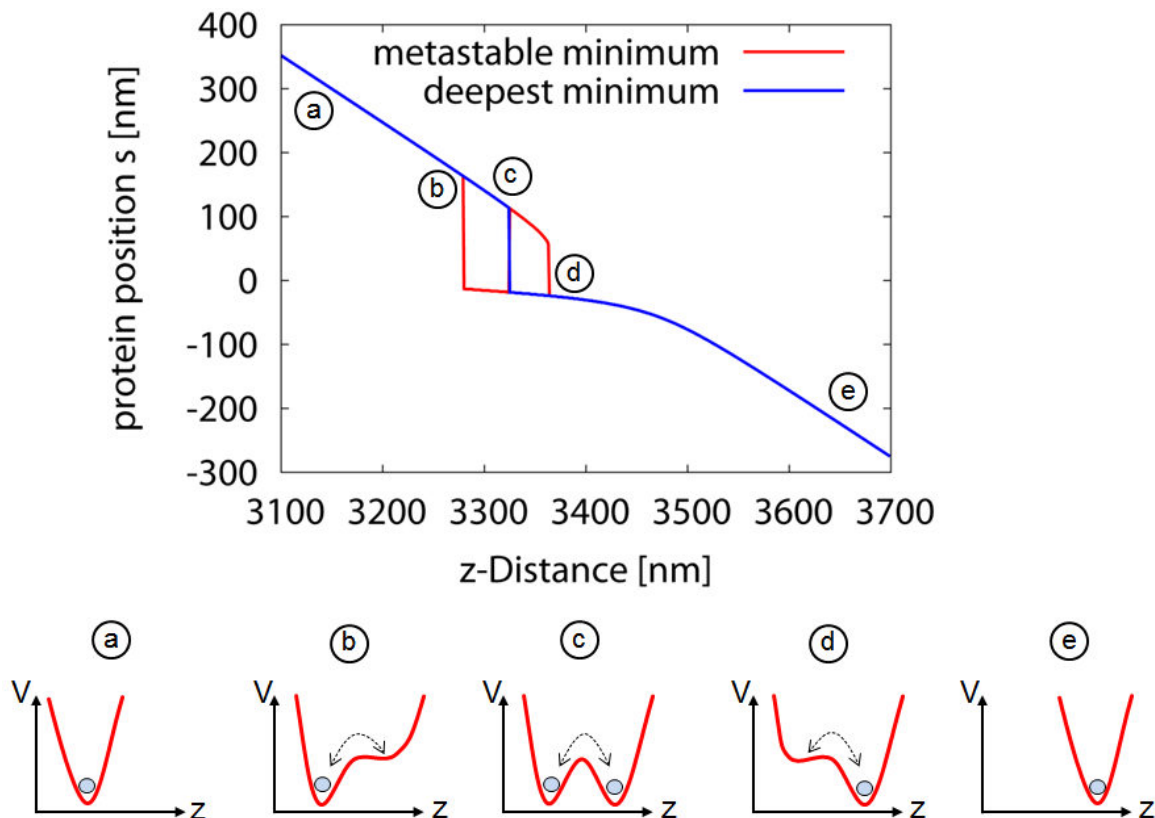 400
300
200
100
0
-100
-200
-300
protein position s [nm]
metastable minimum
deepest minimum
a
b
c
d
e
3100 3200 3300 3400 3500 3600 3700
z-Distance [nm]
a b c d e
V V V V V
z z z z z